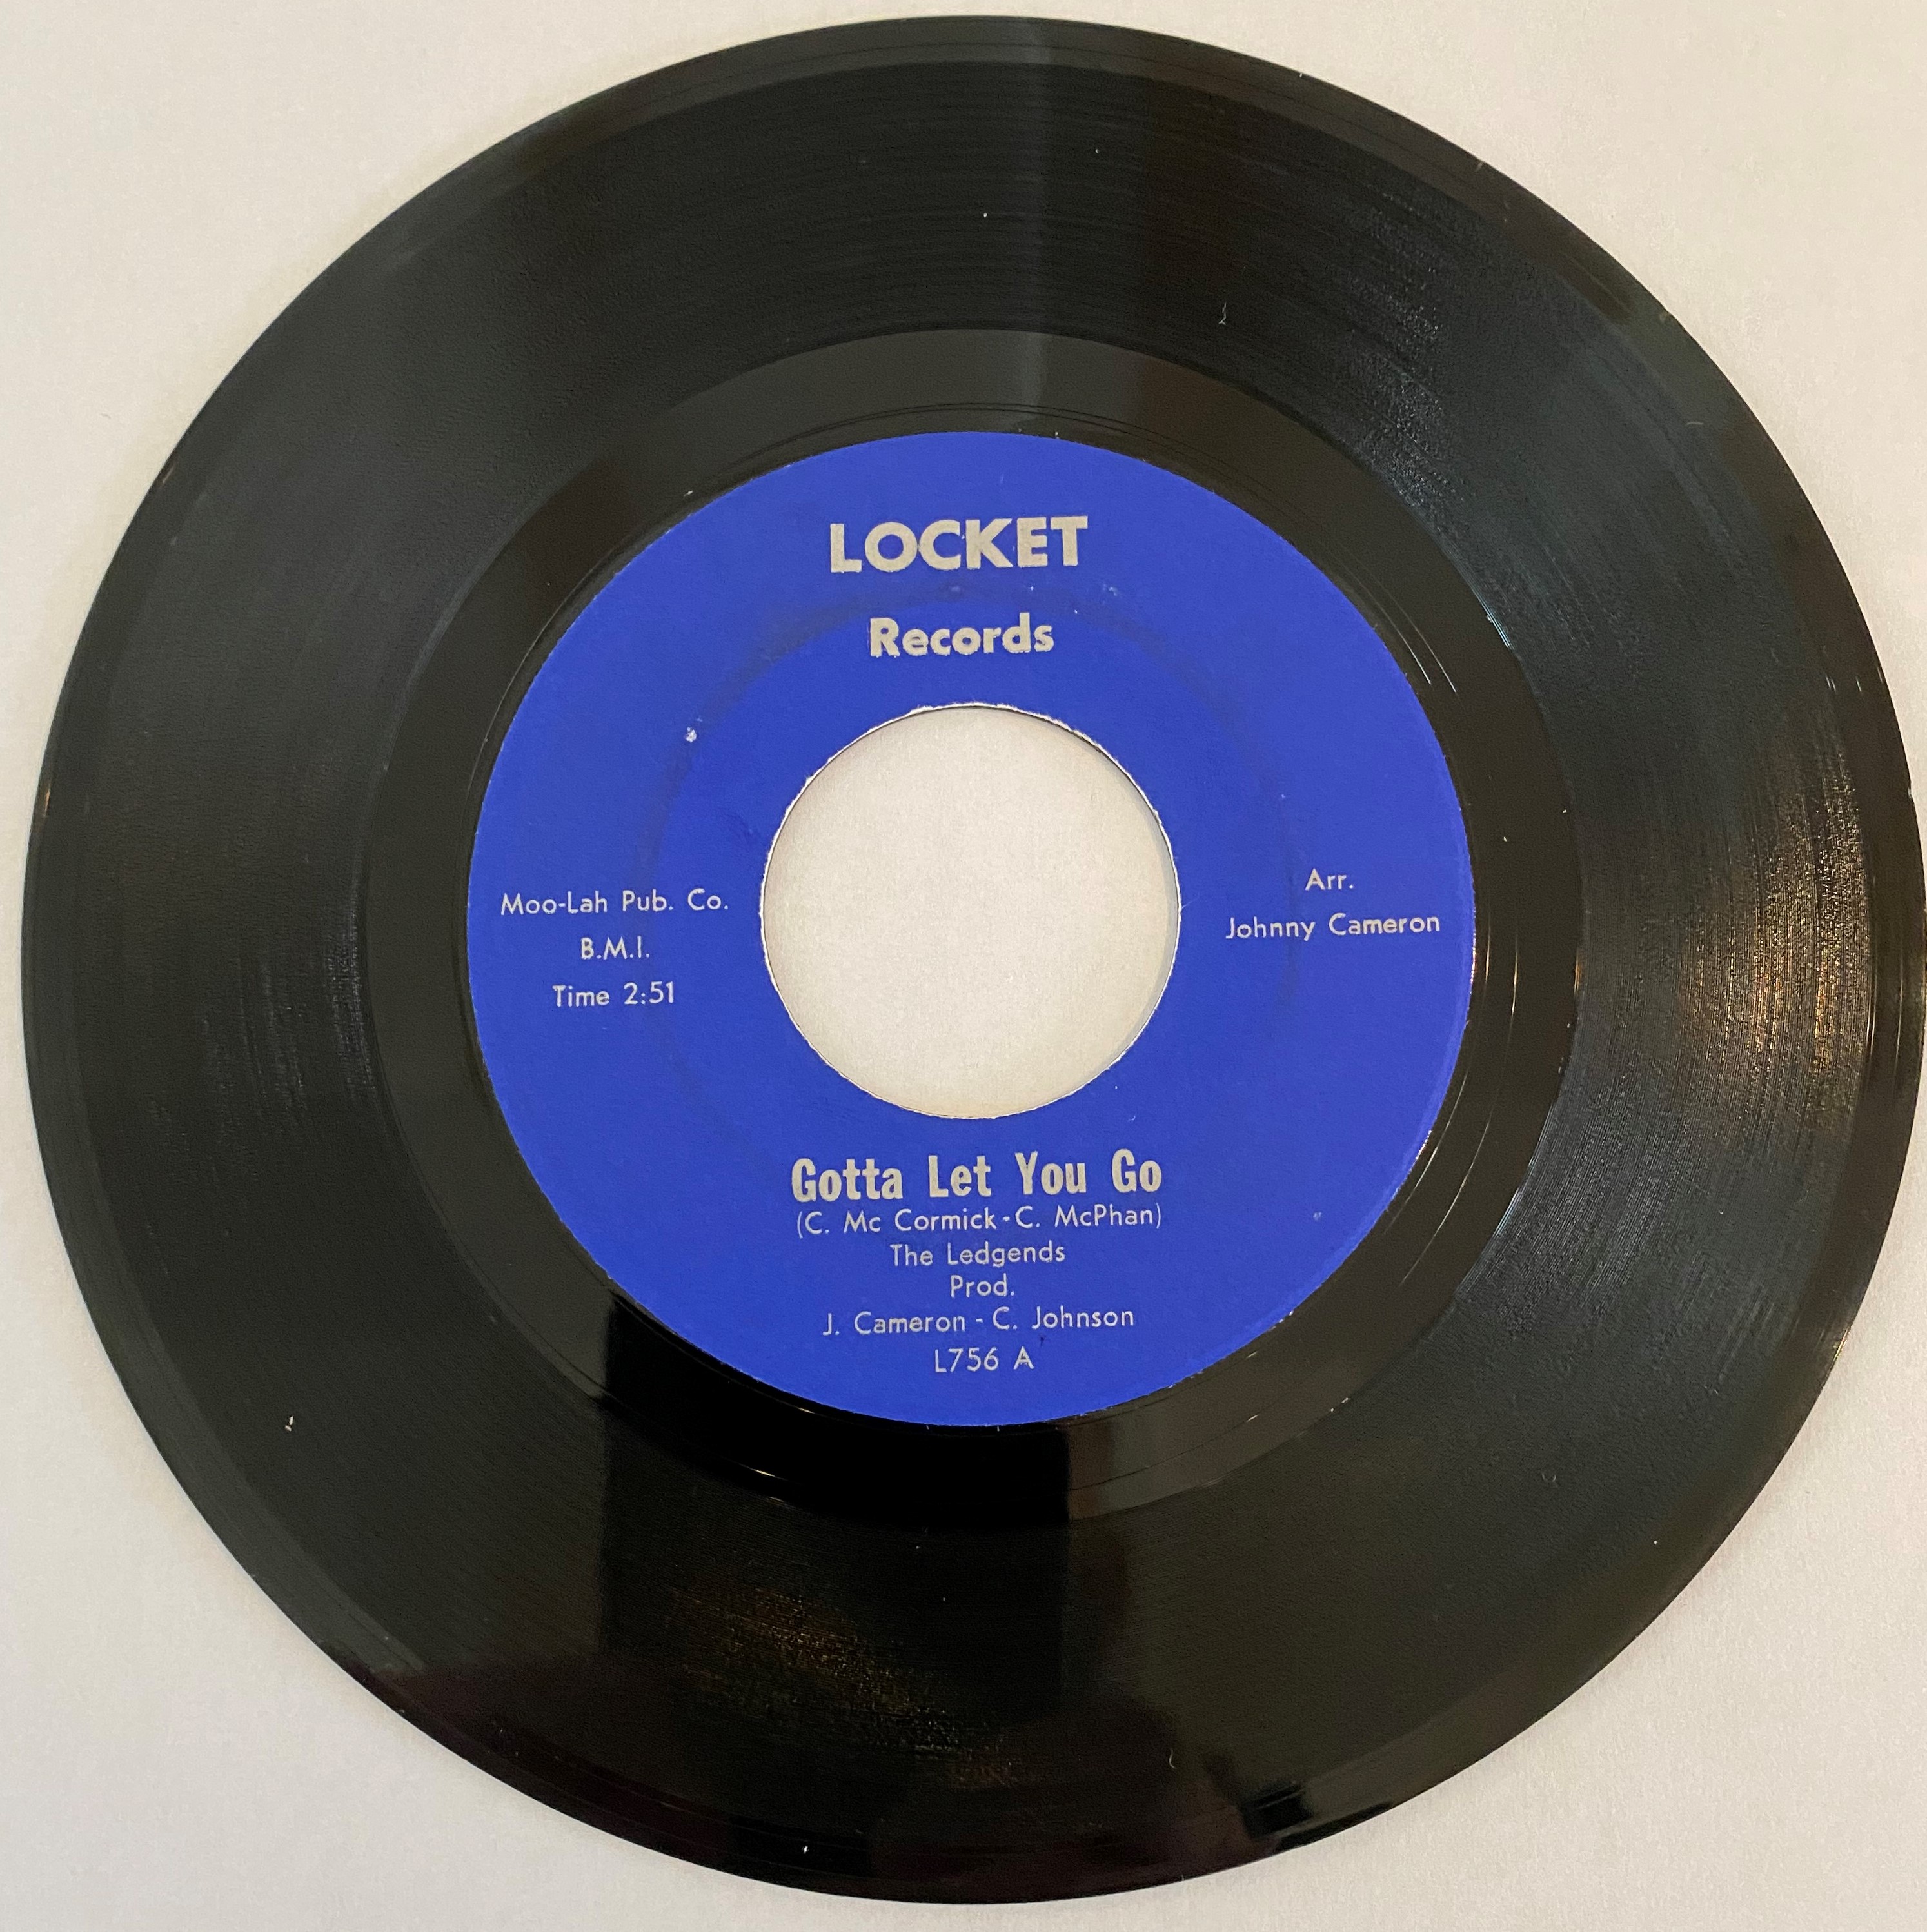 LOCKET
Records
Moo-Lah Pub. Co.
B.M.I.
Time 2:51
Arr.
Johnny Cameron
Gotta Let You Go
(C. Mc Cormick - C. McPhan)
The Ledgends
Prod.
J. Cameron - C. Johnson
L756 A